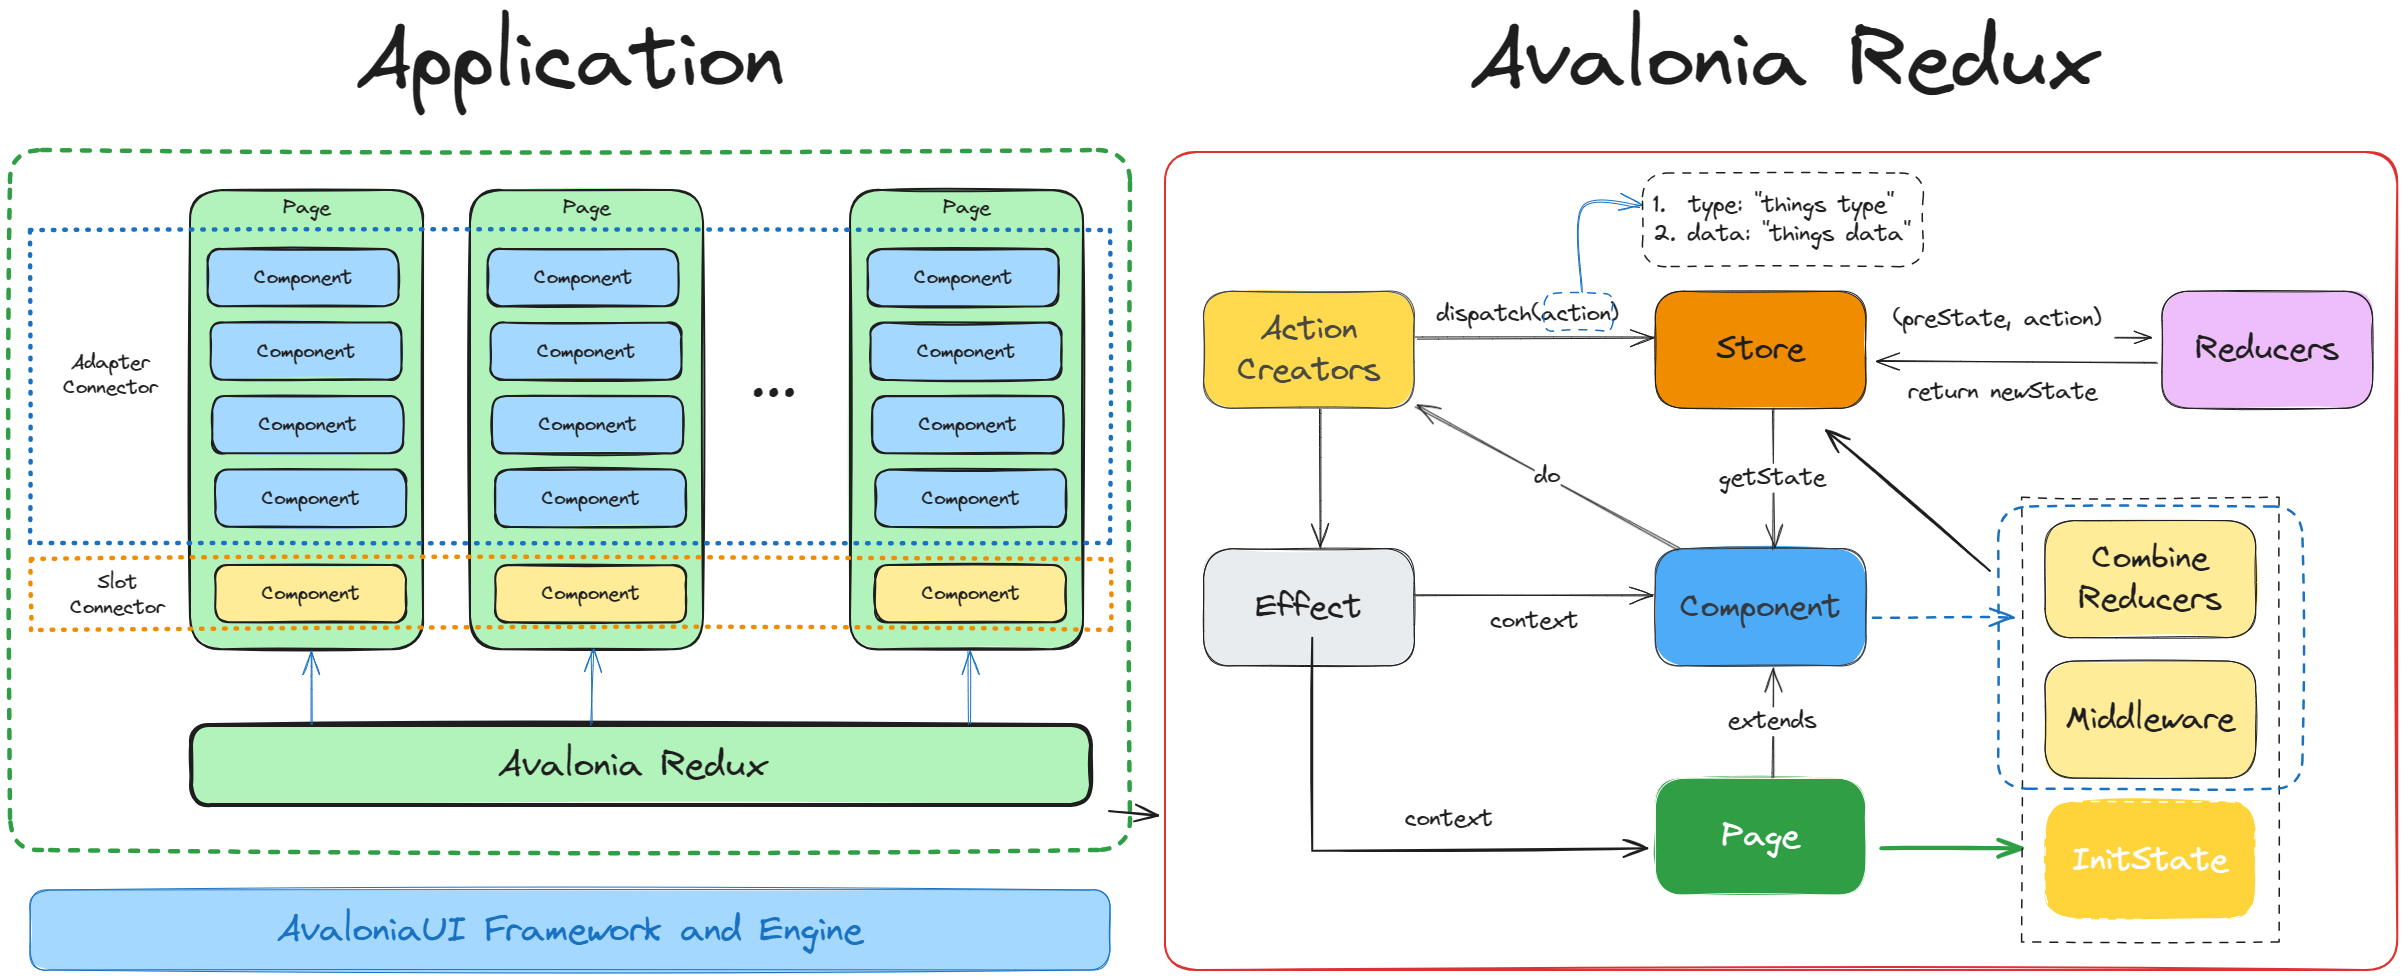 Application
Page
Page
Page
Component
Component
Component
Component
Component
Component
Adapter
Connector
Component
Component
Component
...
Component
Component
Component
Slot
Connector
Component
Component
Component
Avalonia Redux
AvaloniaUI Framework and Engine
Avalonia Redux
1. type: "things type"
2. data: "things data"
Action
Creators
dispatch(action)
Store
(preState, action)
return newState
Reducers
do
getState
Effect
context
Component
Combine
Reducers
Middleware
extends
context
Page
InitState